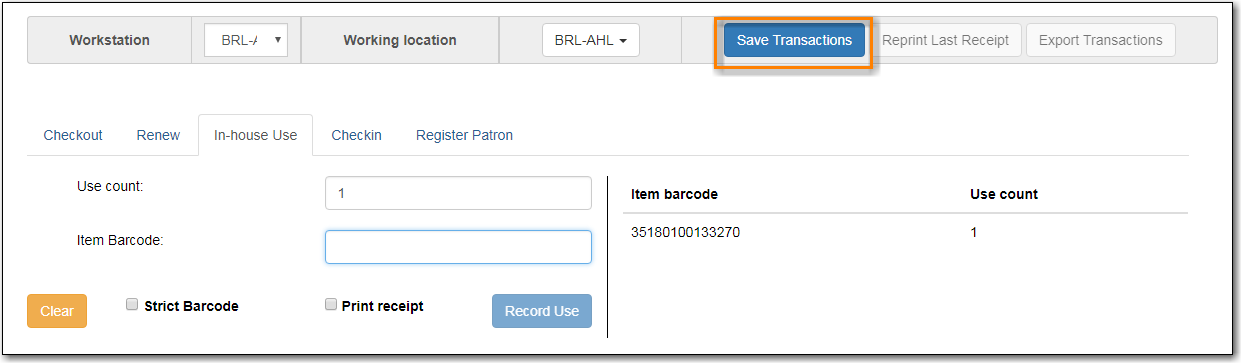 Workstation BRL-A Working location BRL-AHL Save Transactions Reprint Last Receipt Export Transactions
Checkout Renew In-house Use Checkin Register Patron
Use count: 1
Item Barcode:
Clear Strict Barcode Print receipt Record Use
Item barcode Use count
35180100133270 1